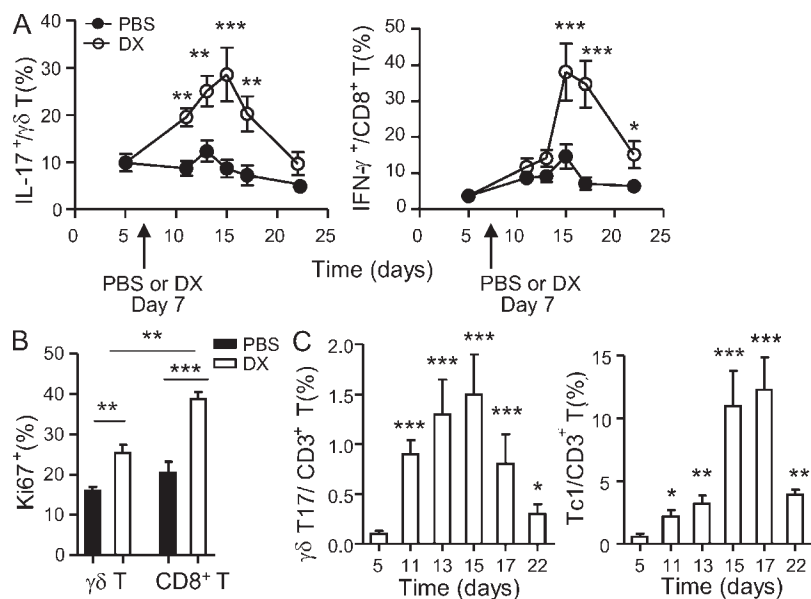 A
PBS
DX
IL-17⁺/γδ T(%)
40
30
20
10
0
**
**
***
**
0 5 10 15 20 25
PBS or DX
Day 7
IFN-γ⁺/CD8⁺ T(%)
50
40
30
20
10
0
***
***
*
0 5 10 15 20 25
PBS or DX
Day 7
Time (days)
B
PBS
DX
Ki67⁺(%)
50
40
30
20
10
0
**
**
***
γδ T CD8⁺ T
C
γδ T17/ CD3⁺ T(%)
2.0
1.5
1.0
0.5
0.0
***
***
***
***
*
5 11 13 15 17 22
Time (days)
Tc1/CD3⁺ T(%)
15
10
5
0
*
**
***
***
**
5 11 13 15 17 22
Time (days)